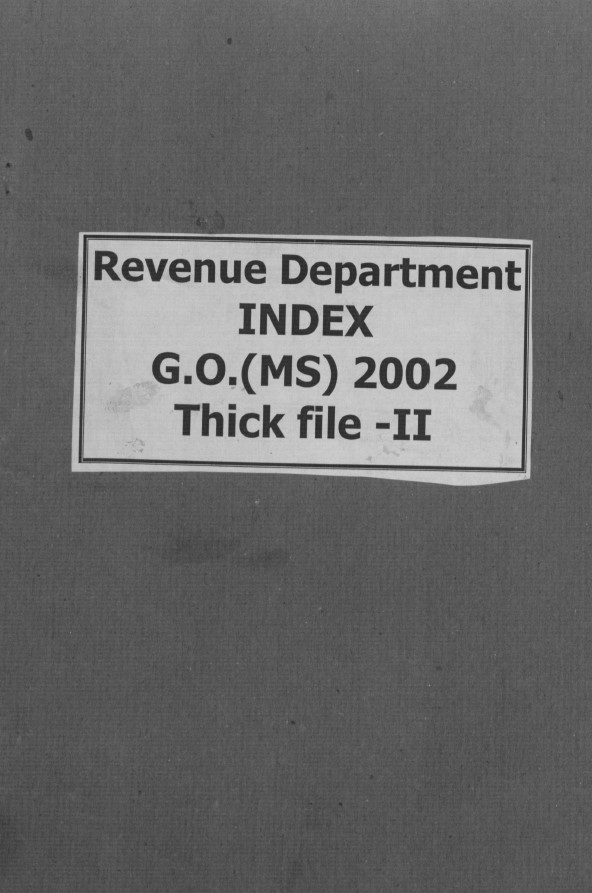 Revenue Department
INDEX
G.O.(MS) 2002
Thick file -II